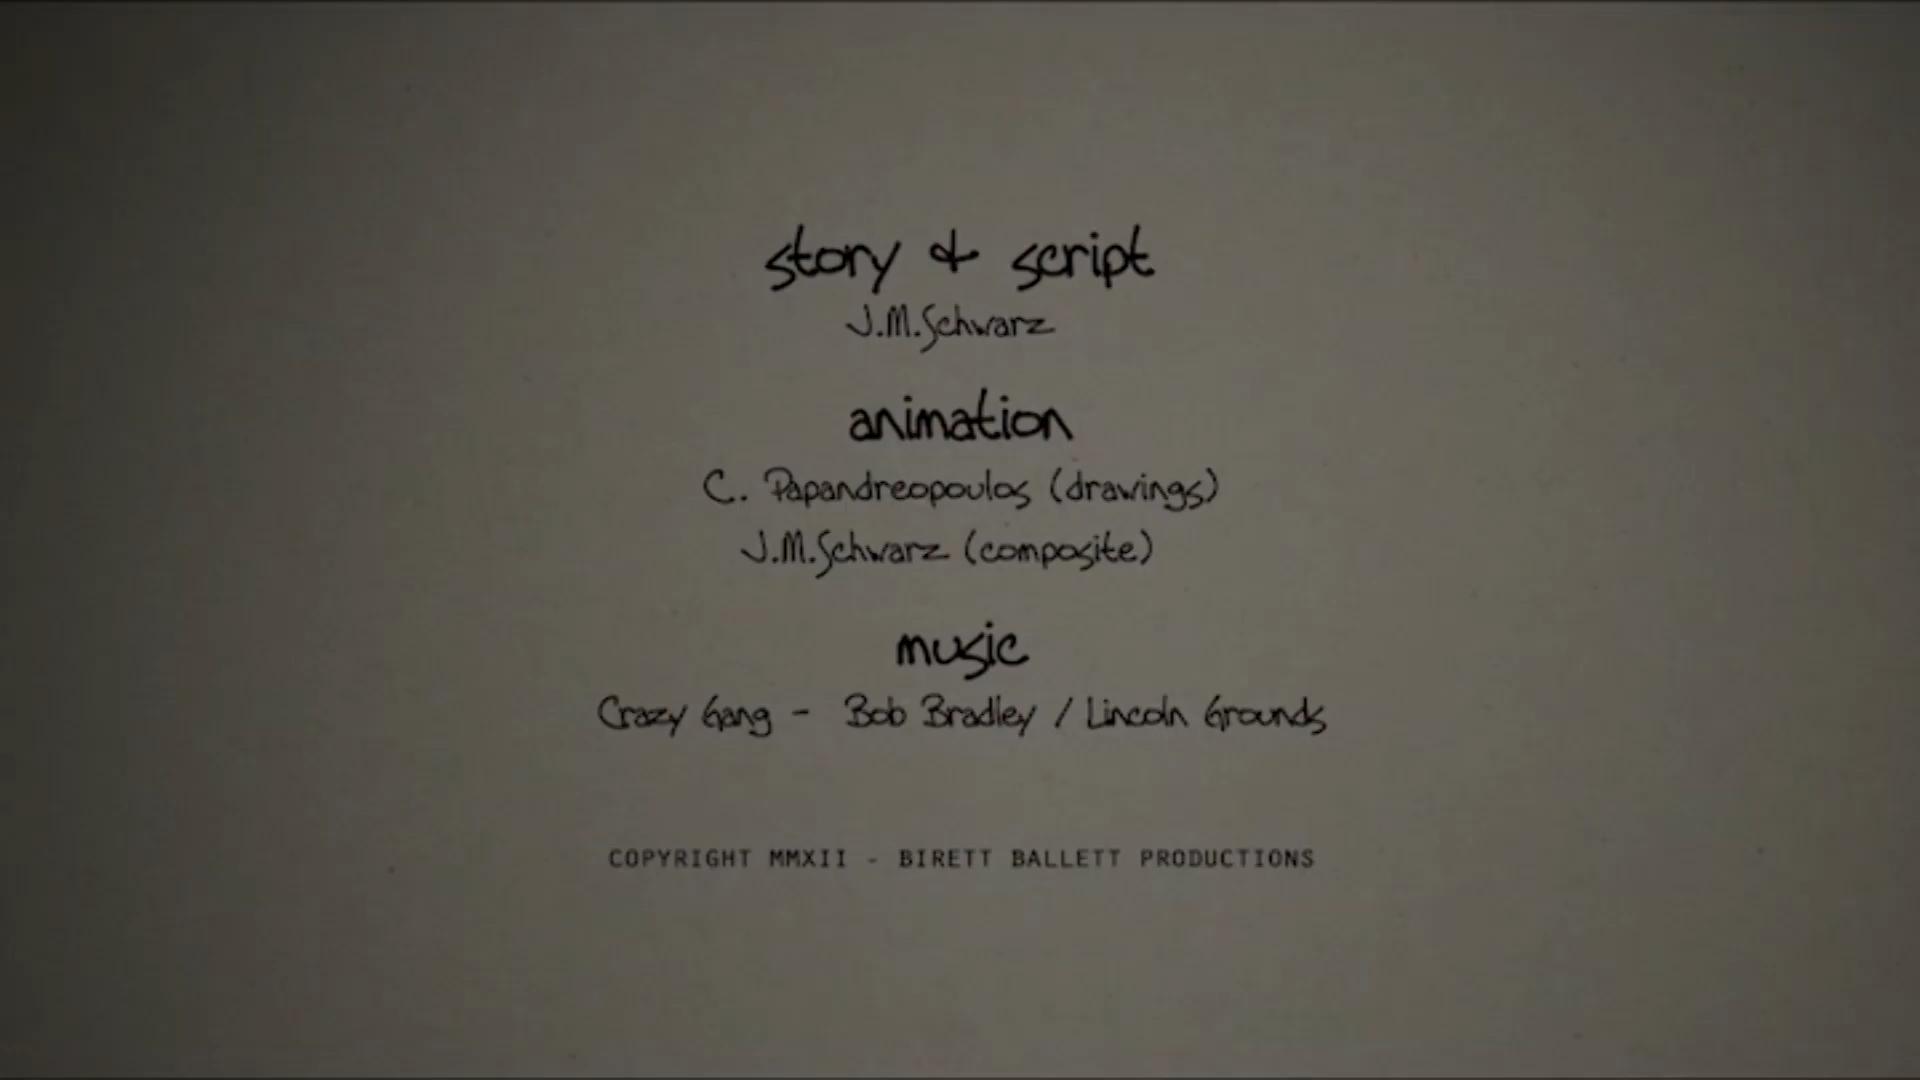 story & script
J.M.Schwarz
animation
C. Papandreopoulos (drawings)
J.M.Schwarz (composite)
music
Crazy Gang - Bob Bradley / Lincoln Grounds
COPYRIGHT MMXII - BIRETT BALLETT PRODUCTIONS